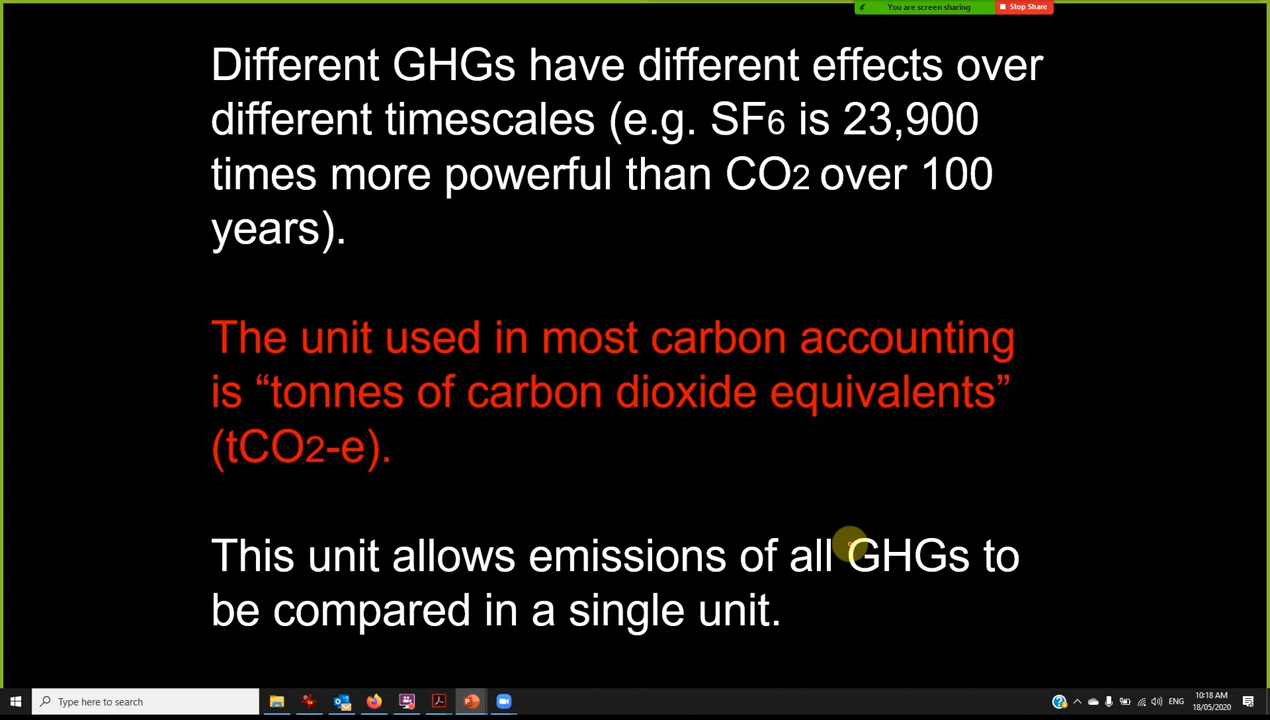 You are screen sharing
Stop Share
Different GHGs have different effects over
different timescales (e.g. SF6 is 23,900
times more powerful than CO2 over 100
years).
The unit used in most carbon accounting
is “tonnes of carbon dioxide equivalents”
(tCO2-e).
This unit allows emissions of all GHGs to
be compared in a single unit.
Type here to search
ENG
10:18 AM
18/05/2020